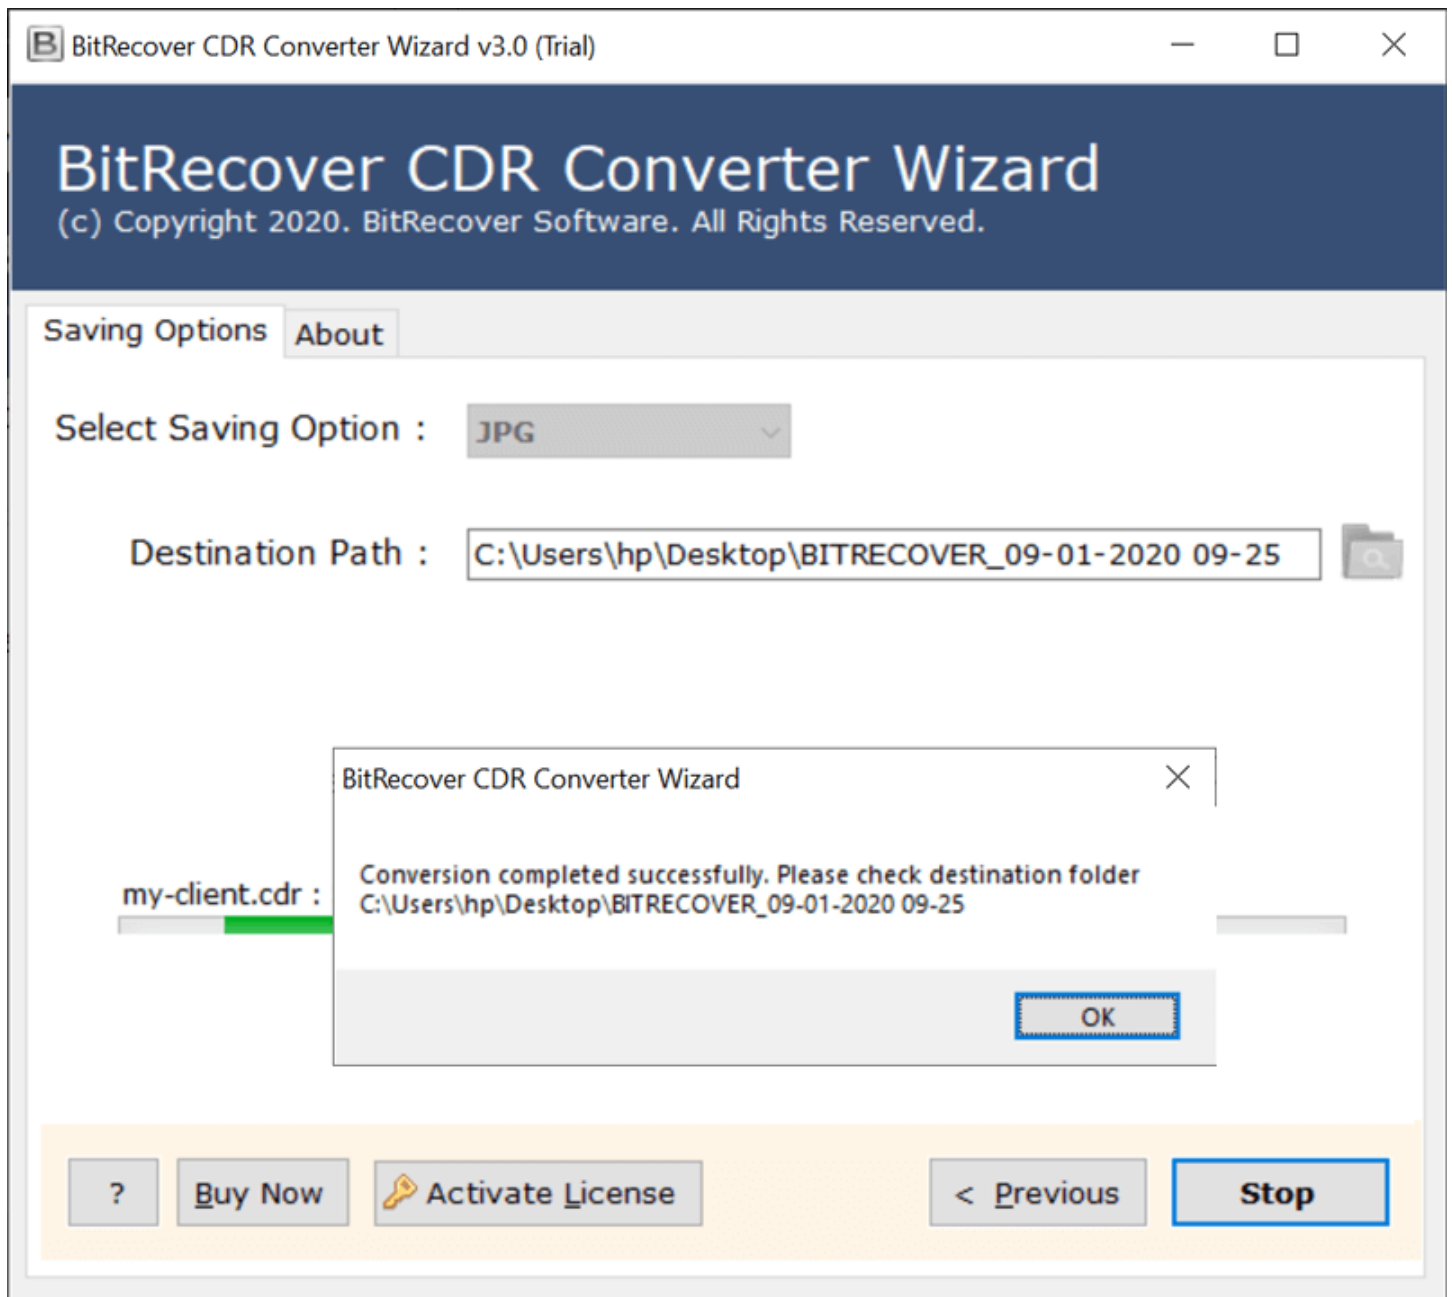 BitRecover CDR Converter Wizard v3.0 (Trial)
BitRecover CDR Converter Wizard
(c) Copyright 2020. BitRecover Software. All Rights Reserved.
Saving Options
About
Select Saving Option :
JPG
Destination Path :
C:\Users\hp\Desktop\BITRECOVER_09-01-2020 09-25
BitRecover CDR Converter Wizard
my-client.cdr :
Conversion completed successfully. Please check destination folder
C:\Users\hp\Desktop\BITRECOVER_09-01-2020 09-25
OK
?
Buy Now
Activate License
< Previous
Stop